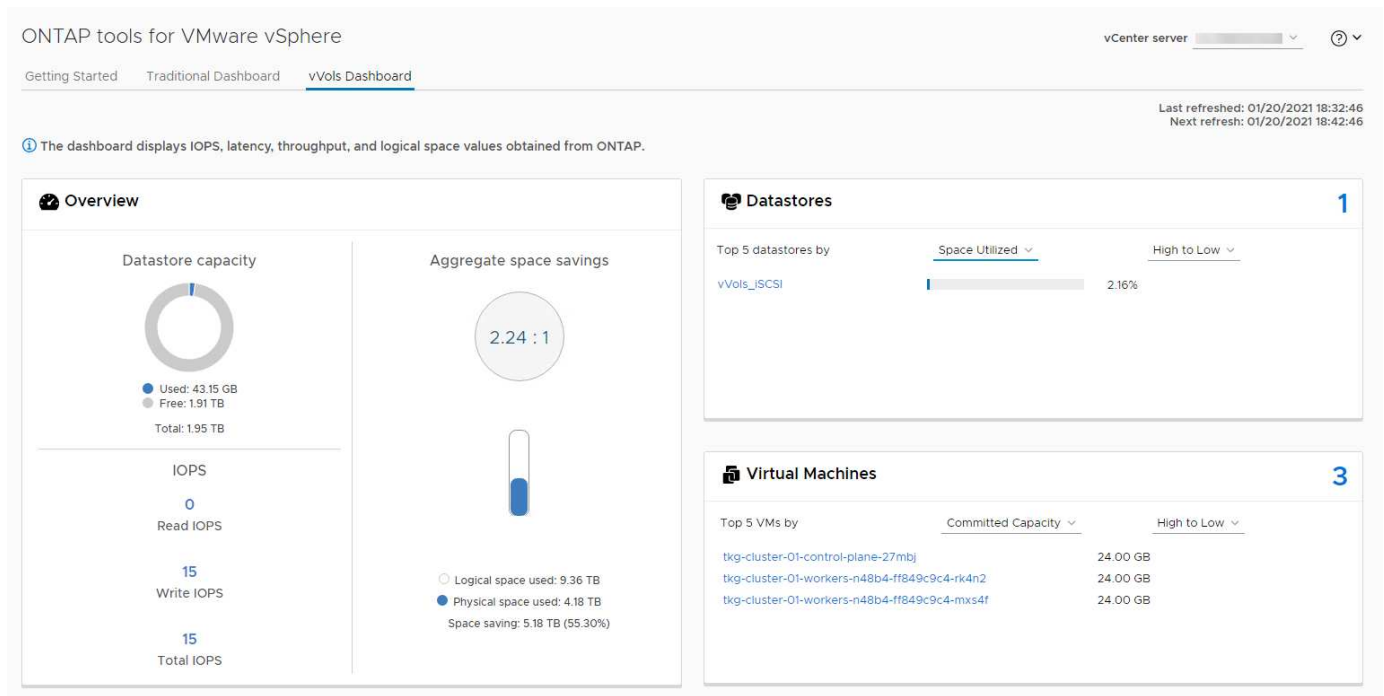 ONTAP tools for VMware vSphere
vCenter server
Getting Started Traditional Dashboard vVols Dashboard
Last refreshed: 01/20/2021 18:32:46
Next refresh: 01/20/2021 18:42:46
The dashboard displays IOPS, latency, throughput, and logical space values obtained from ONTAP.
Overview
Datastore capacity
Used: 43.15 GB
Free: 1.91 TB
Total: 1.95 TB
IOPS
0
Read IOPS
15
Write IOPS
15
Total IOPS
Aggregate space savings
2.24 : 1
Logical space used: 9.36 TB
Physical space used: 4.18 TB
Space saving: 5.18 TB (55.30%)
Datastores 1
Top 5 datastores by Space Utilized High to Low
vVols_iSCSI 2.16%
Virtual Machines 3
Top 5 VMs by Committed Capacity High to Low
tkg-cluster-01-control-plane-27mbj 24.00 GB
tkg-cluster-01-workers-n48b4-ff849c9c4-rk4n2 24.00 GB
tkg-cluster-01-workers-n48b4-ff849c9c4-mxs4f 24.00 GB